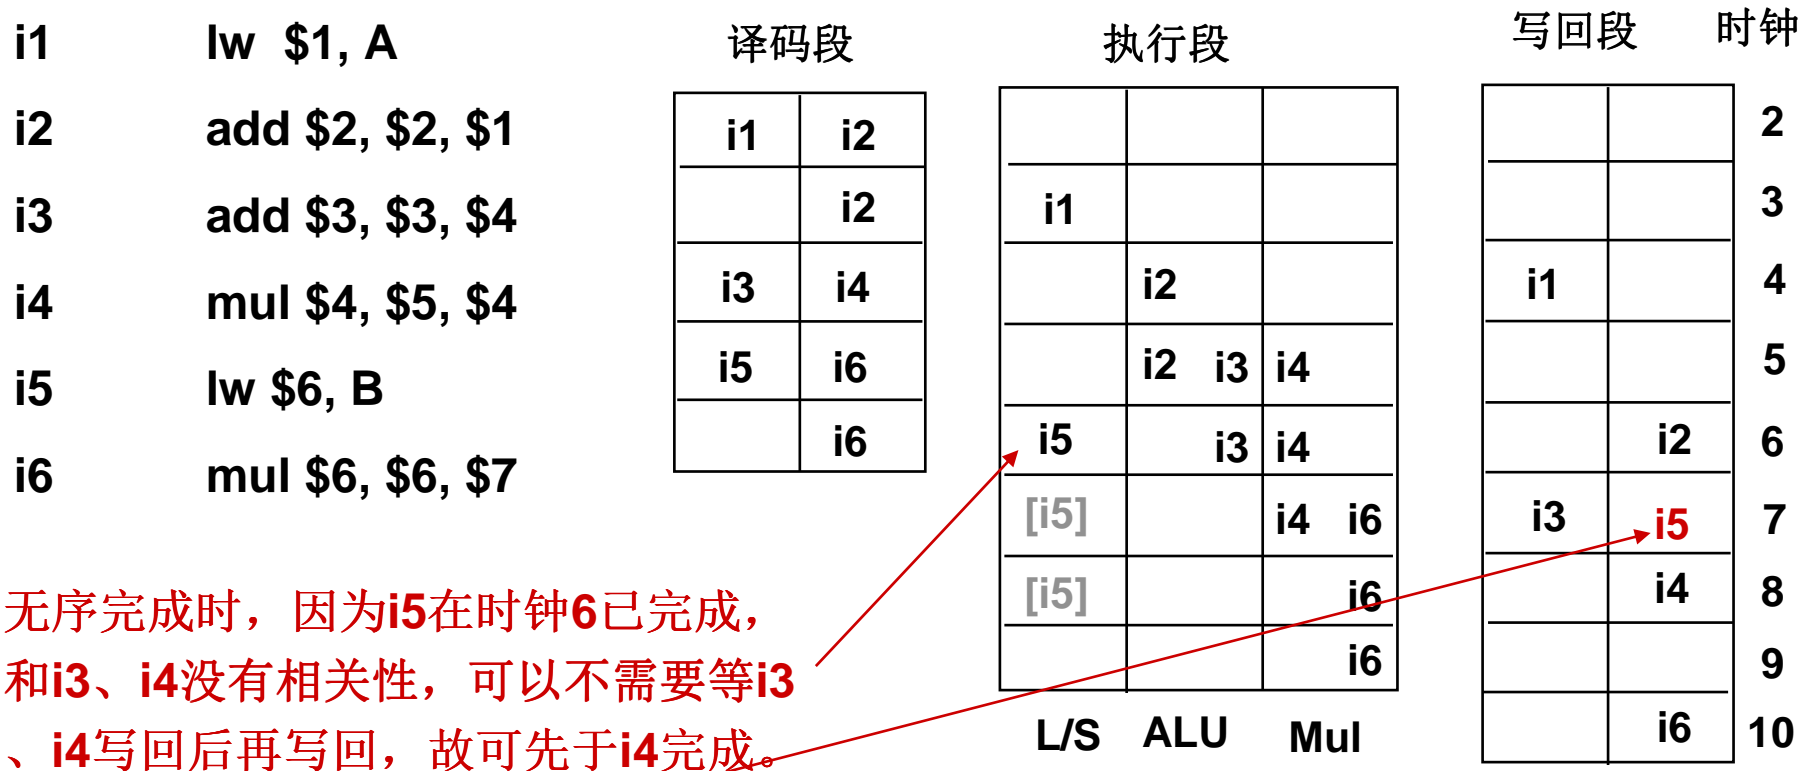 i1 lw $1, A
i2 add $2, $2, $1
i3 add $3, $3, $4
i4 mul $4, $5, $4
i5 lw $6, B
i6 mul $6, $6, $7
译码段 执行段 写回段 时钟
i1 i2 2
i2 i1 3
i3 i4 i2 i1 4
i5 i6 i2 i3 i4 5
i6 i5 i3 i4 i2 6
[i5] i4 i6 i3 i5 7
[i5] i6 i4 8
i6 9
i6 10
L/S ALU Mul
无序完成时，因为i5在时钟6已完成，
和i3、i4没有相关性，可以不需要等i3
、i4写回后再写回，故可先于i4完成。